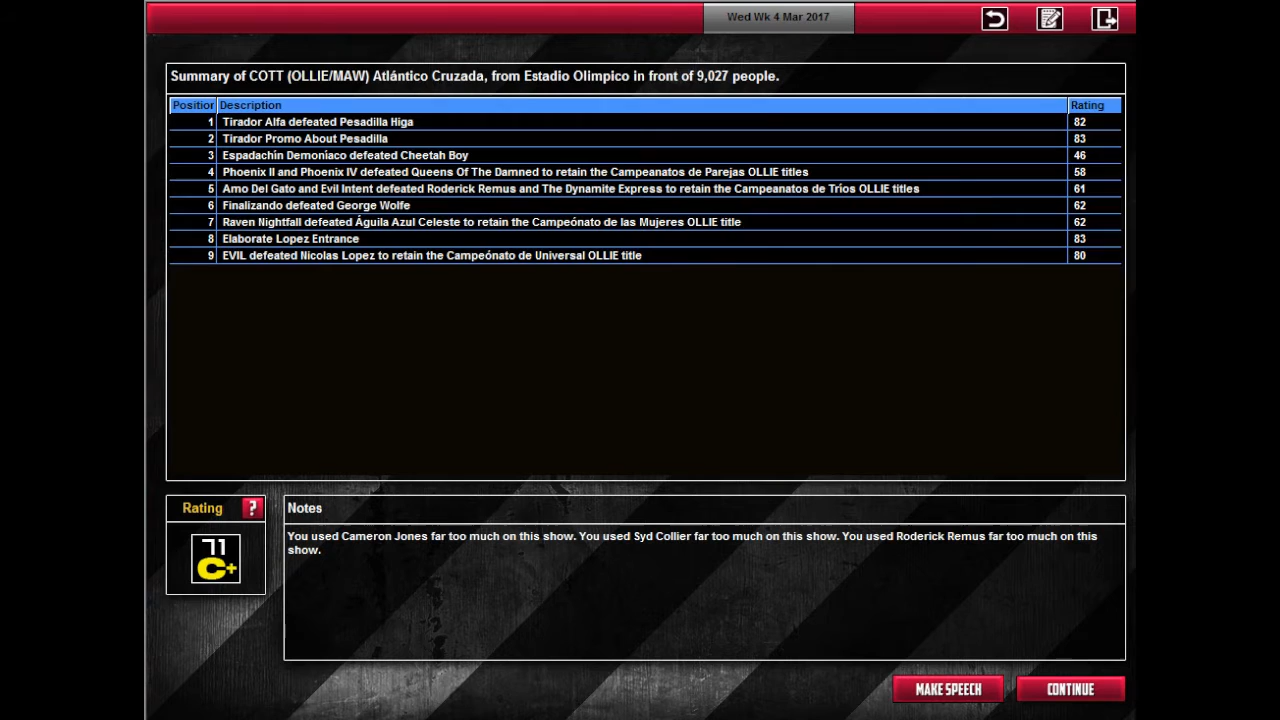 Wed Wk 4 Mar 2017
Summary of COTT (OLLIE/MAW) Atlántico Cruzada, from Estadio Olimpico in front of 9,027 people.
Position Description Rating
1 Tirador Alfa defeated Pesadilla Higa 82
2 Tirador Promo About Pesadilla 83
3 Espadachín Demoníaco defeated Cheetah Boy 46
4 Phoenix II and Phoenix IV defeated Queens Of The Damned to retain the Campeanatos de Parejas OLLIE titles 58
5 Amo Del Gato and Evil Intent defeated Roderick Remus and The Dynamite Express to retain the Campeanatos de Tríos OLLIE titles 61
6 Finalizando defeated George Wolfe 62
7 Raven Nightfall defeated Águila Azul Celeste to retain the Campeónato de las Mujeres OLLIE title 62
8 Elaborate Lopez Entrance 83
9 EVIL defeated Nicolas Lopez to retain the Campeónato de Universal OLLIE title 80
Rating ?
71
C+
Notes
You used Cameron Jones far too much on this show. You used Syd Collier far too much on this show. You used Roderick Remus far too much on this
show.
MAKE SPEECH
CONTINUE